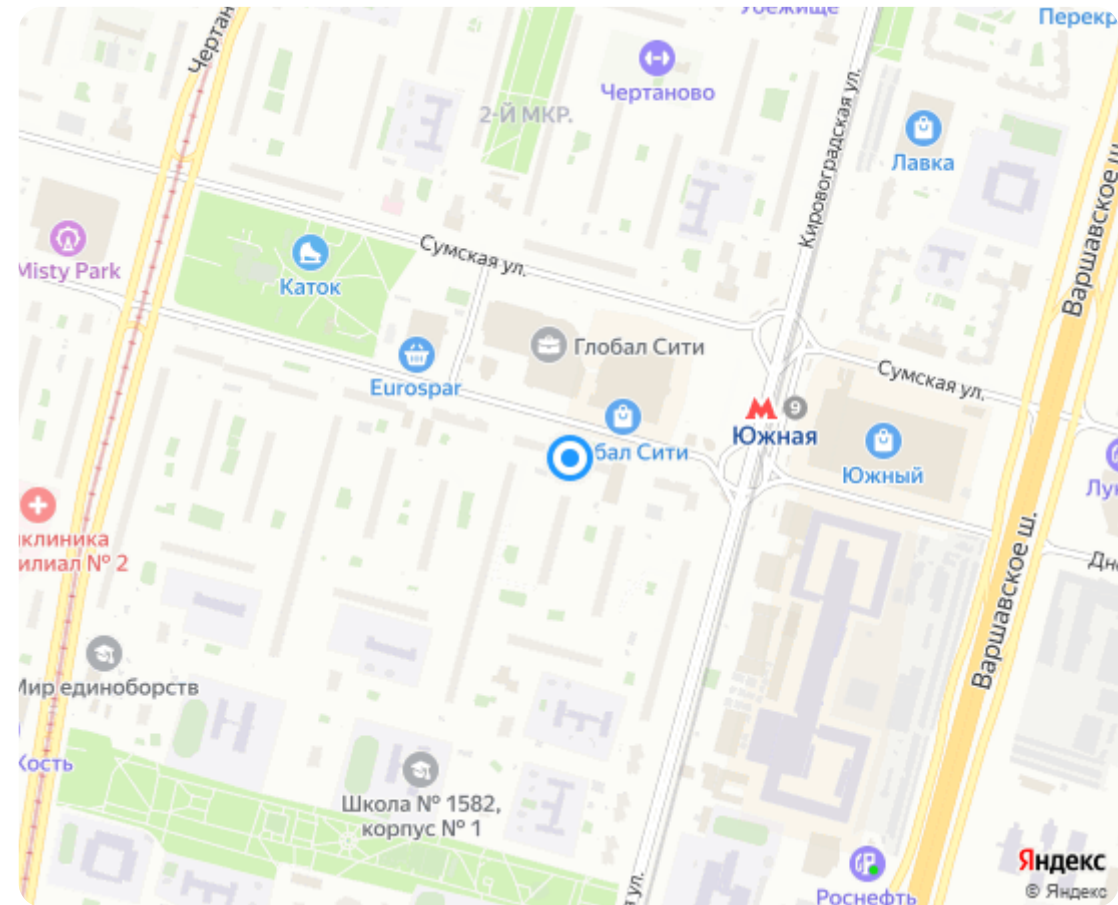 Убежище
Перекр
Чертан
Чертаново
2-Й МКР.
Кировоградская ул.
Лавка
Варшавское ш.
Misty Park
Каток
Сумская ул.
Глобал Сити
Eurospar
Сумская ул.
9
Южная
бал Сити
Южный
Лу
иклиника
илиал № 2
Дн
Варшавское ш.
Мир единоборств
Кость
Школа № 1582,
корпус № 1
я ул.
Роснефть
Яндекс
© Яндекс